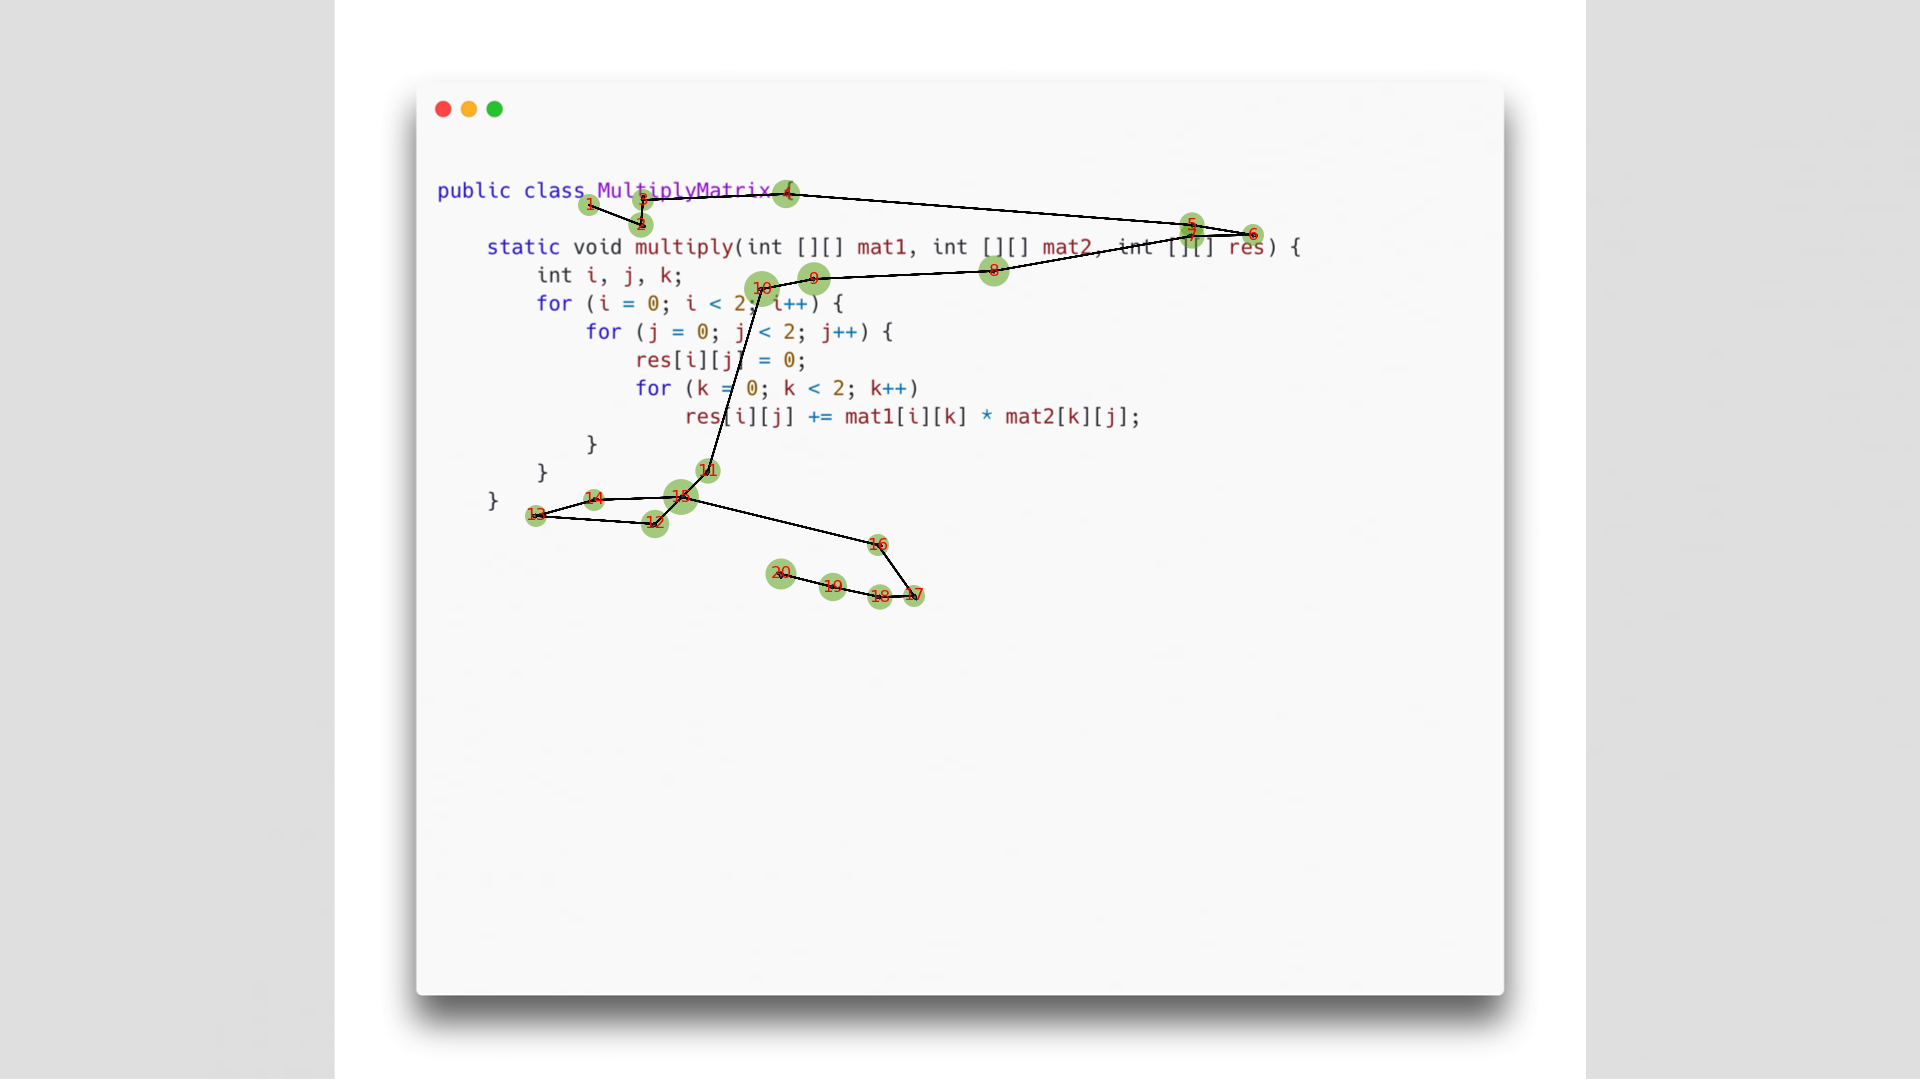 public class MultiplyMatrix {
static void multiply(int [][] mat1, int [][] mat2, int [][] res) {
int i, j, k;
for (i = 0; i < 2; i++) {
for (j = 0; j < 2; j++) {
res[i][j] = 0;
for (k = 0; k < 2; k++)
res[i][j] += mat1[i][k] * mat2[k][j];
}
}
}
1
2
3
4
5
6
7
8
9
10
11
12
13
14
15
16
17
18
19
20